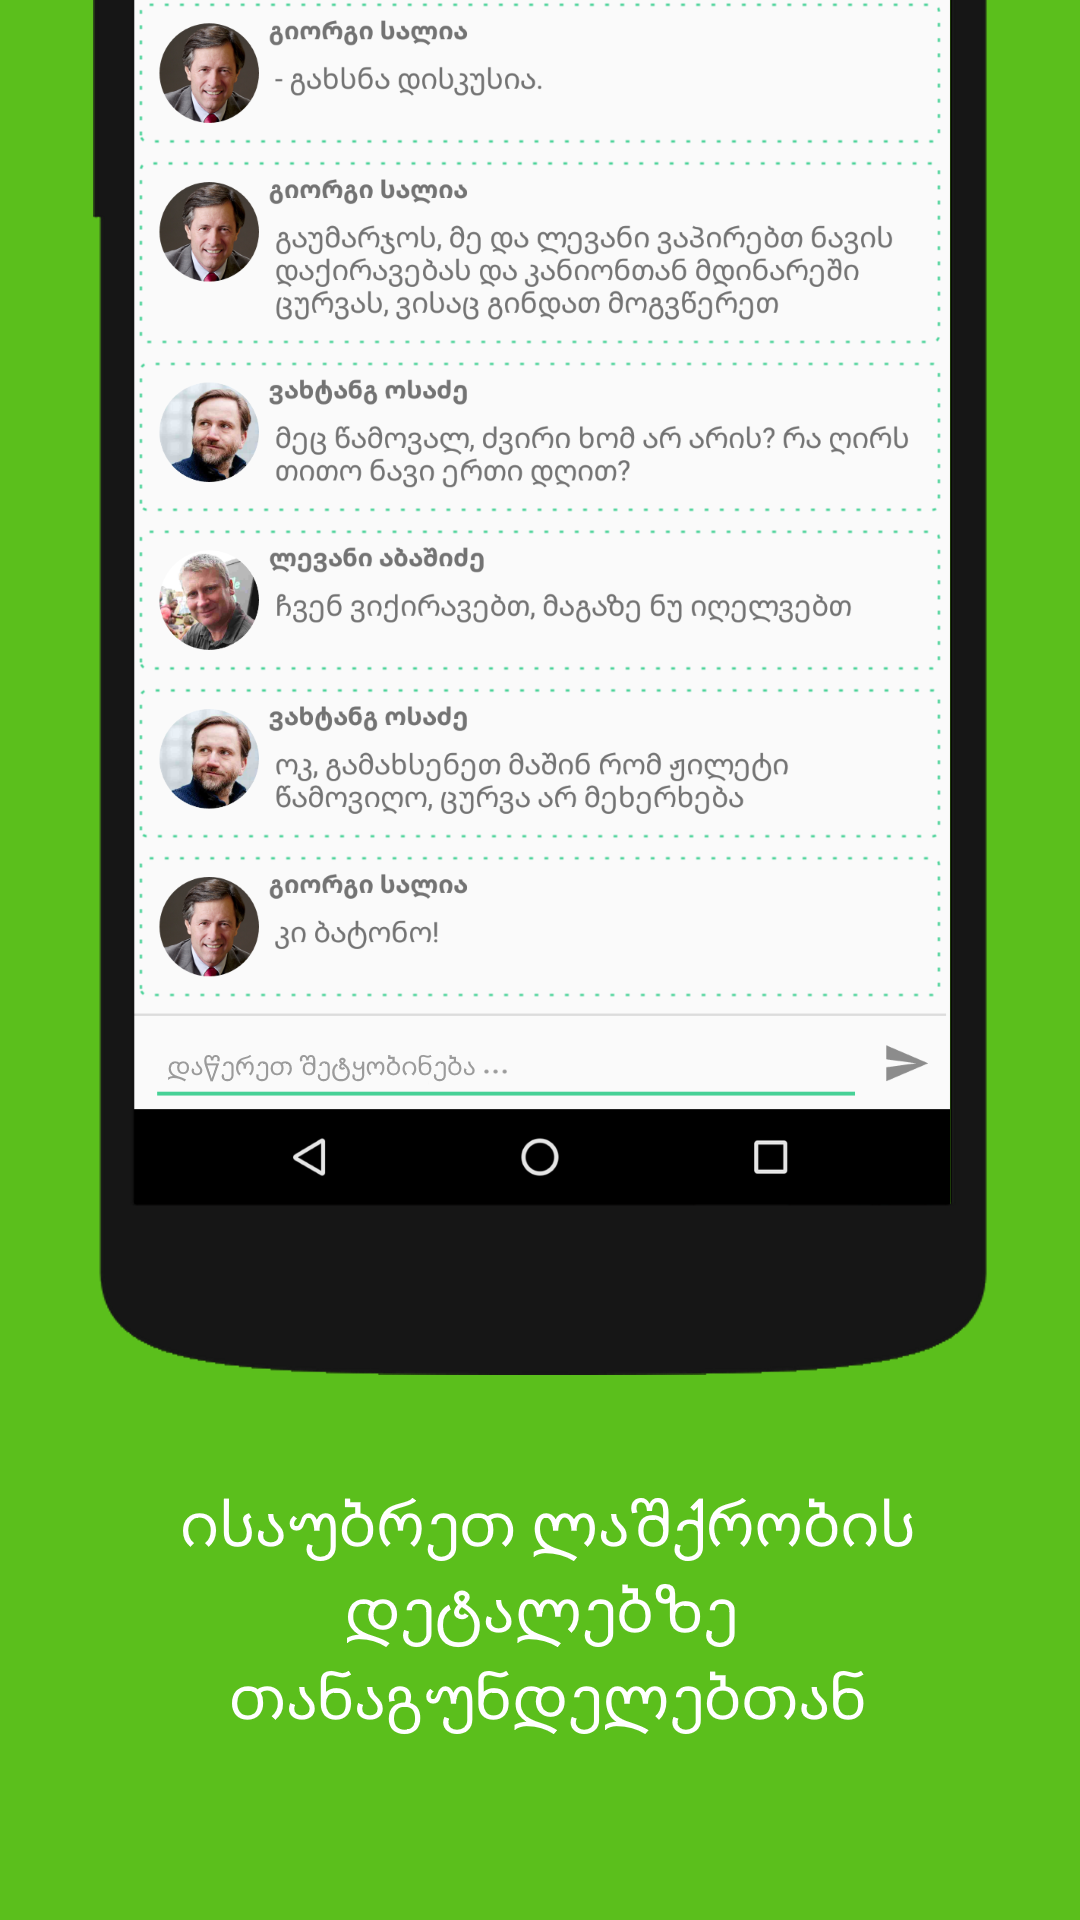 გიორგი სალია
- გახსნა დისკუსია.
გიორგი სალია
გაუმარჯოს, მე და ლევანი ვაპირებთ ნავის
დაქირავებას და კანიონთან მდინარეში
ცურვას, ვისაც გინდათ მოგვწერეთ
ვახტანგ ოსაძე
მეც წამოვალ, ძვირი ხომ არ არის? რა ღირს
თითო ნავი ერთი დღით?
ლევანი აბაშიძე
ჩვენ ვიქირავებთ, მაგაზე ნუ იღელვებთ
ვახტანგ ოსაძე
ოკ, გამახსენეთ მაშინ რომ ჟილეტი
წამოვიღო, ცურვა არ მეხერხება
გიორგი სალია
კი ბატონო!
დაწერეთ შეტყობინება ...
ისაუბრეთ ლაშქრობის
დეტალებზე
თანაგუნდელებთან